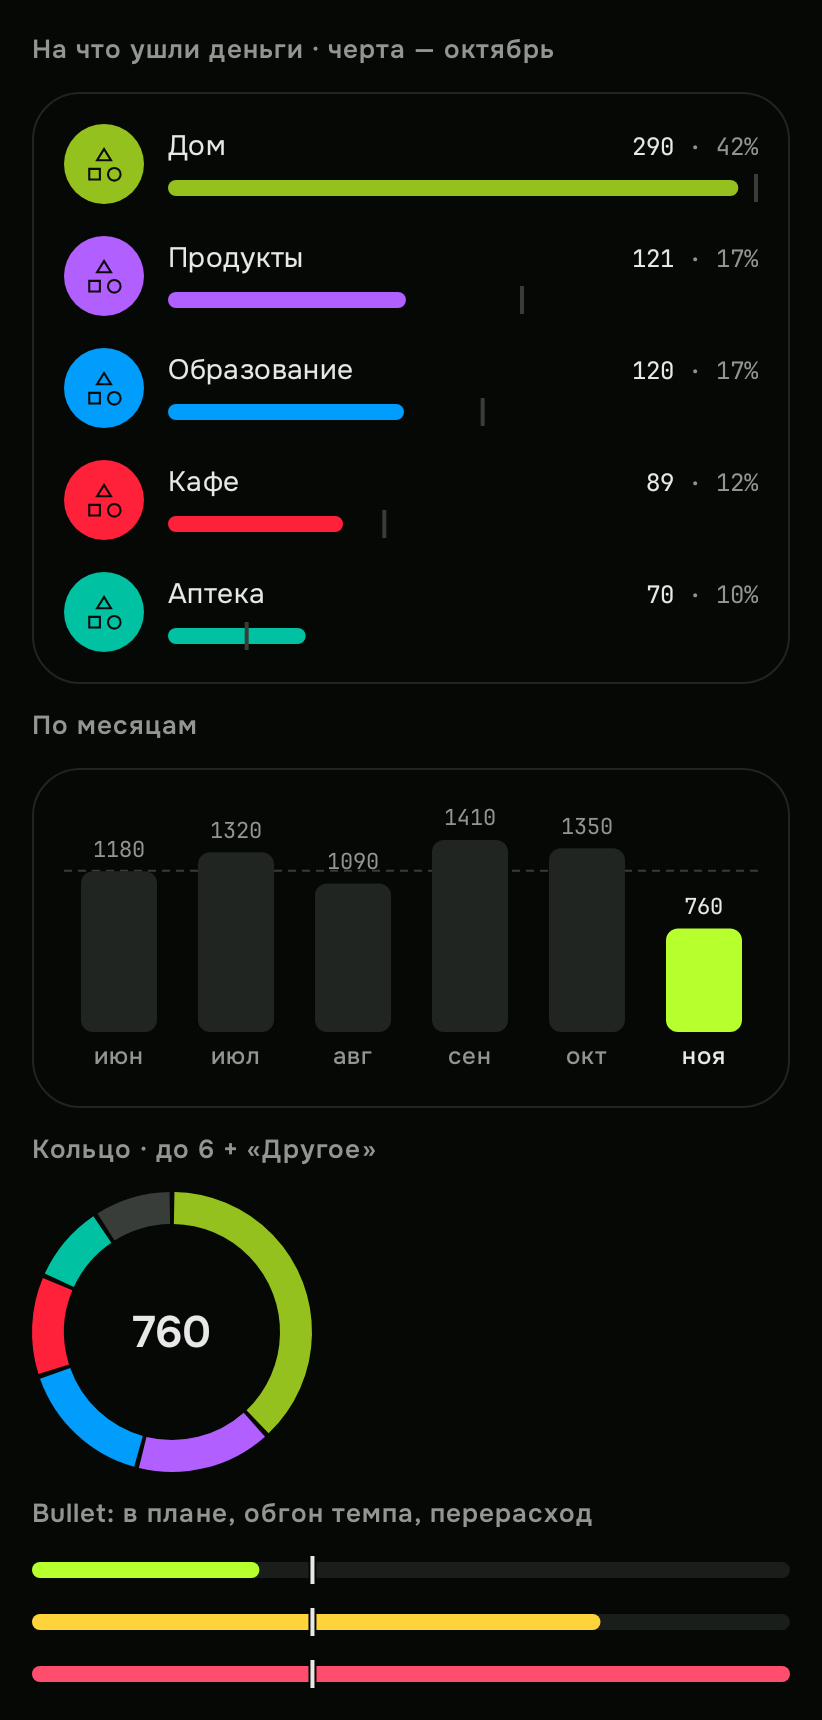 На что ушли деньги · черта — октябрь
Дом 290 · 42%
Продукты 121 · 17%
Образование 120 · 17%
Кафе 89 · 12%
Аптека 70 · 10%
По месяцам
1180 1320 1090 1410 1350 760
июн июл авг сен окт ноя
Кольцо · до 6 + «Другое»
760
Bullet: в плане, обгон темпа, перерасход